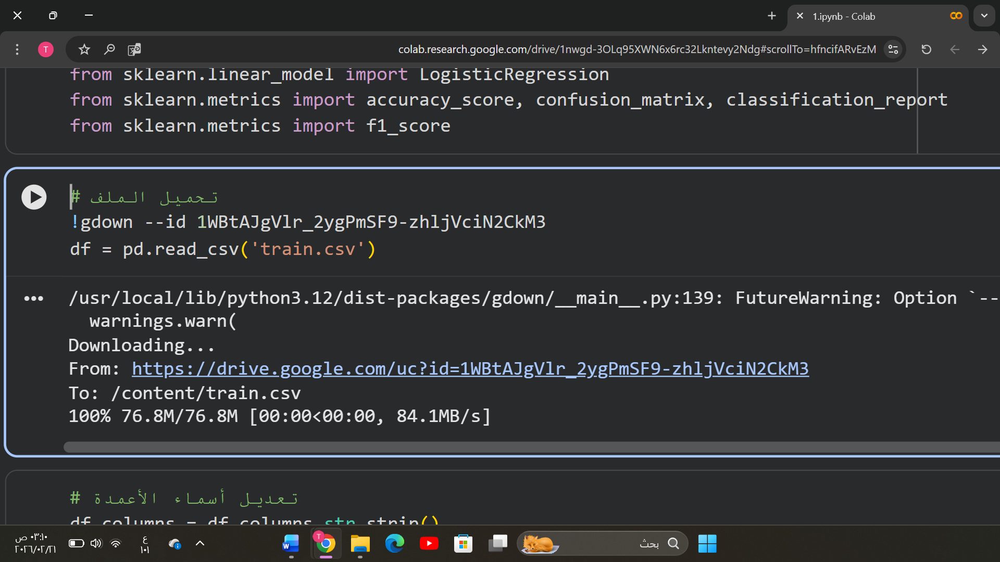 1.ipynb - Colab
colab.research.google.com/drive/1nwgd-3OLq95XWN6x6rc32Lkntevy2Ndg#scrollTo=hfncifARvEzM
T
from sklearn.linear_model import LogisticRegression
from sklearn.metrics import accuracy_score, confusion_matrix, classification_report
from sklearn.metrics import f1_score
# تحميل الملف
!gdown --id 1WBtAJgVlr_2ygPmSF9-zhljVciN2CkM3
df = pd.read_csv('train.csv')
/usr/local/lib/python3.12/dist-packages/gdown/__main__.py:139: FutureWarning: Option `--
warnings.warn(
Downloading...
From: https://drive.google.com/uc?id=1WBtAJgVlr_2ygPmSF9-zhljVciN2CkM3
To: /content/train.csv
100% 76.8M/76.8M [00:00<00:00, 84.1MB/s]
# تعديل أسماء الأعمدة
df.columns = df.columns.str.strip()
بحث
W
T
ع
١٠١
٠٣:١٠ ص
٢٠٢٦/٠٢/٢١